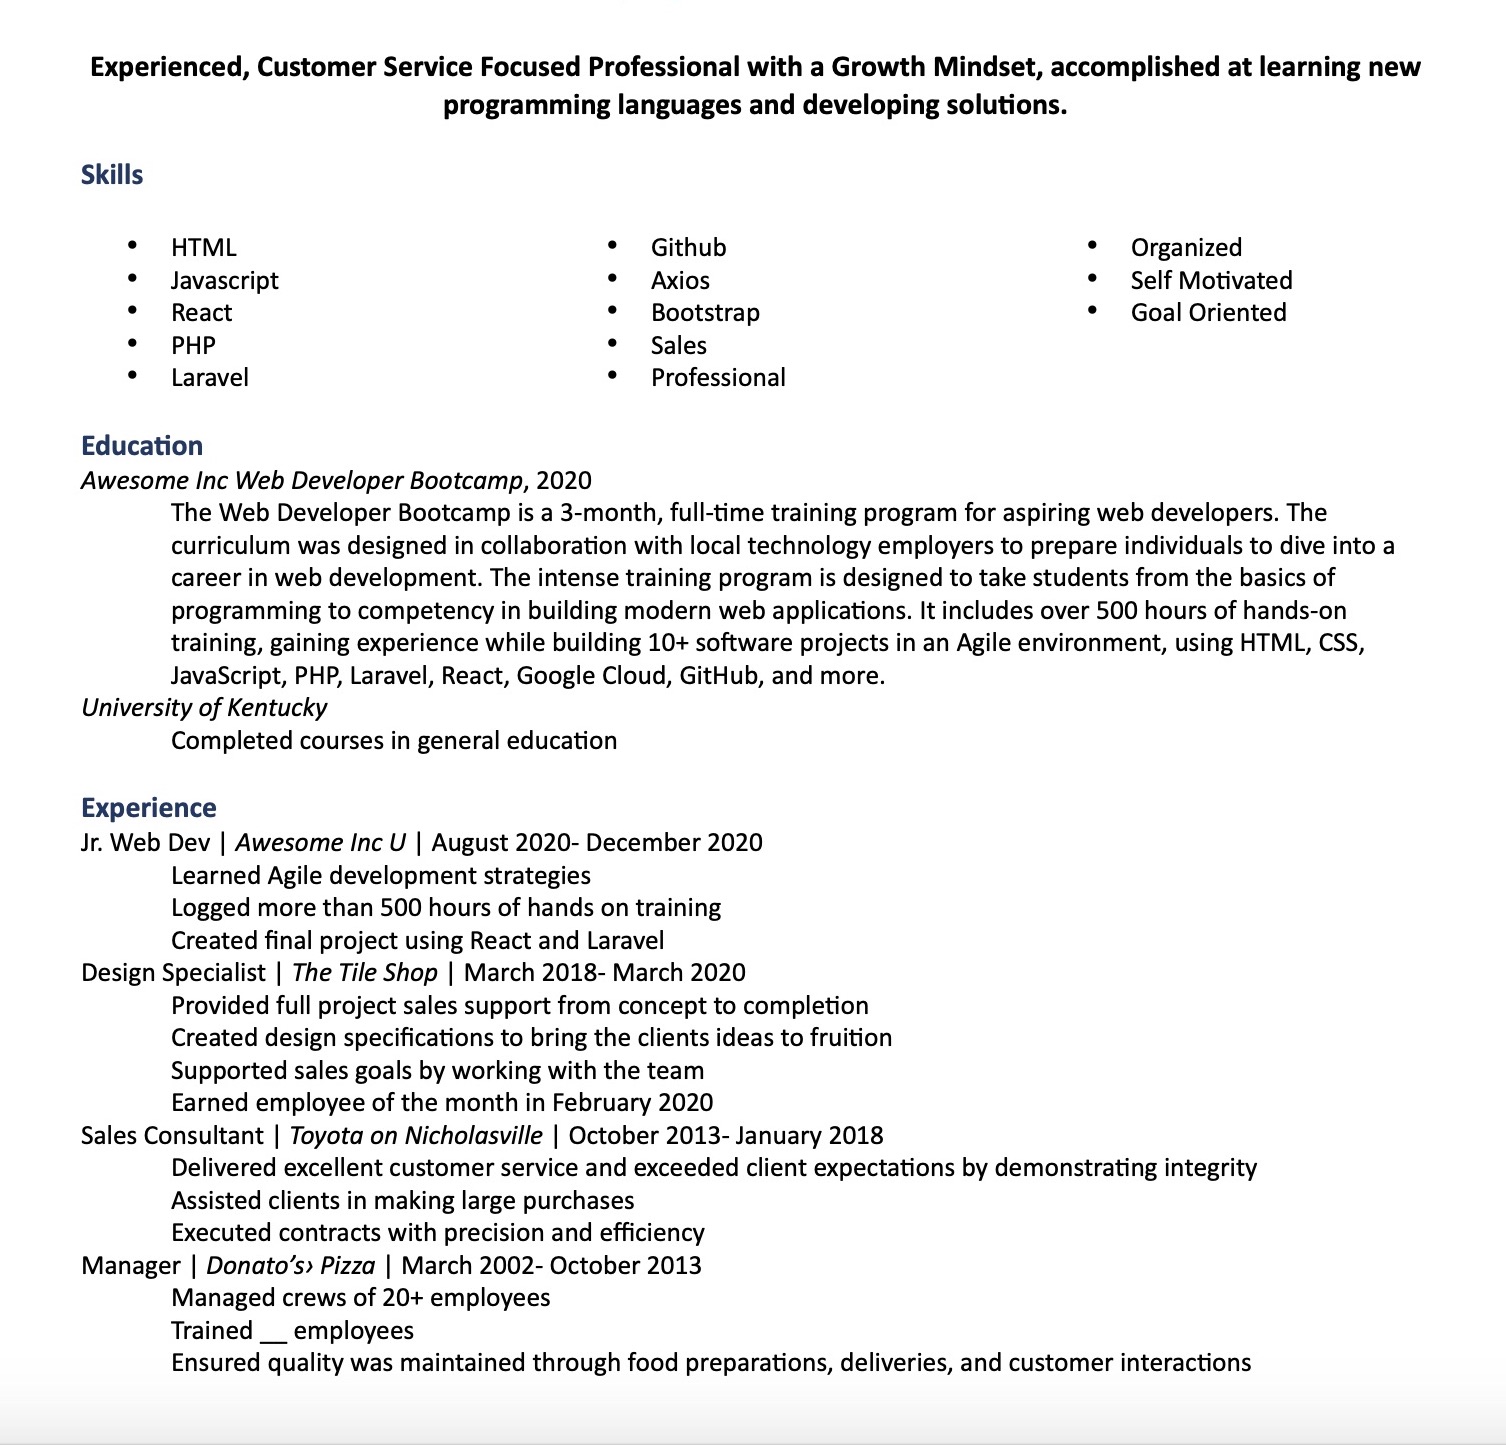 Experienced, Customer Service Focused Professional with a Growth Mindset, accomplished at learning new
programming languages and developing solutions.
Skills
• HTML
• Javascript
• React
• PHP
• Laravel
• Github
• Axios
• Bootstrap
• Sales
• Professional
• Organized
• Self Motivated
• Goal Oriented
Education
Awesome Inc Web Developer Bootcamp, 2020
The Web Developer Bootcamp is a 3-month, full-time training program for aspiring web developers. The
curriculum was designed in collaboration with local technology employers to prepare individuals to dive into a
career in web development. The intense training program is designed to take students from the basics of
programming to competency in building modern web applications. It includes over 500 hours of hands-on
training, gaining experience while building 10+ software projects in an Agile environment, using HTML, CSS,
JavaScript, PHP, Laravel, React, Google Cloud, GitHub, and more.
University of Kentucky
Completed courses in general education
Experience
Jr. Web Dev | Awesome Inc U | August 2020- December 2020
Learned Agile development strategies
Logged more than 500 hours of hands on training
Created final project using React and Laravel
Design Specialist | The Tile Shop | March 2018- March 2020
Provided full project sales support from concept to completion
Created design specifications to bring the clients ideas to fruition
Supported sales goals by working with the team
Earned employee of the month in February 2020
Sales Consultant | Toyota on Nicholasville | October 2013- January 2018
Delivered excellent customer service and exceeded client expectations by demonstrating integrity
Assisted clients in making large purchases
Executed contracts with precision and efficiency
Manager | Donato’s› Pizza | March 2002- October 2013
Managed crews of 20+ employees
Trained __ employees
Ensured quality was maintained through food preparations, deliveries, and customer interactions